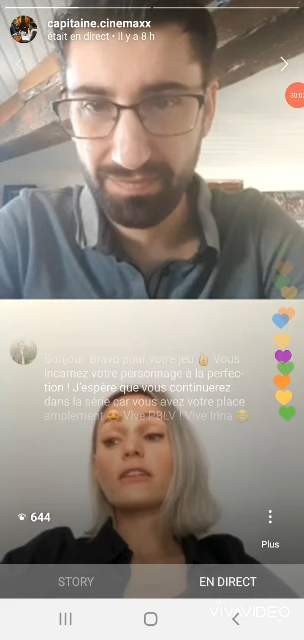 capitaine.cinemaxx
était en direct • Il y a 8 h
30:02
Bonjour Bravo pour votre jeu 👍 Vous
incarnez votre personnage à la perfec-
tion ! J'espère que vous continuerez
dans la série car vous avez votre place
amplement 😊 Vive PBLV ! Vive Irina 😂
644
Plus
STORY
EN DIRECT
VIVAVIDEO